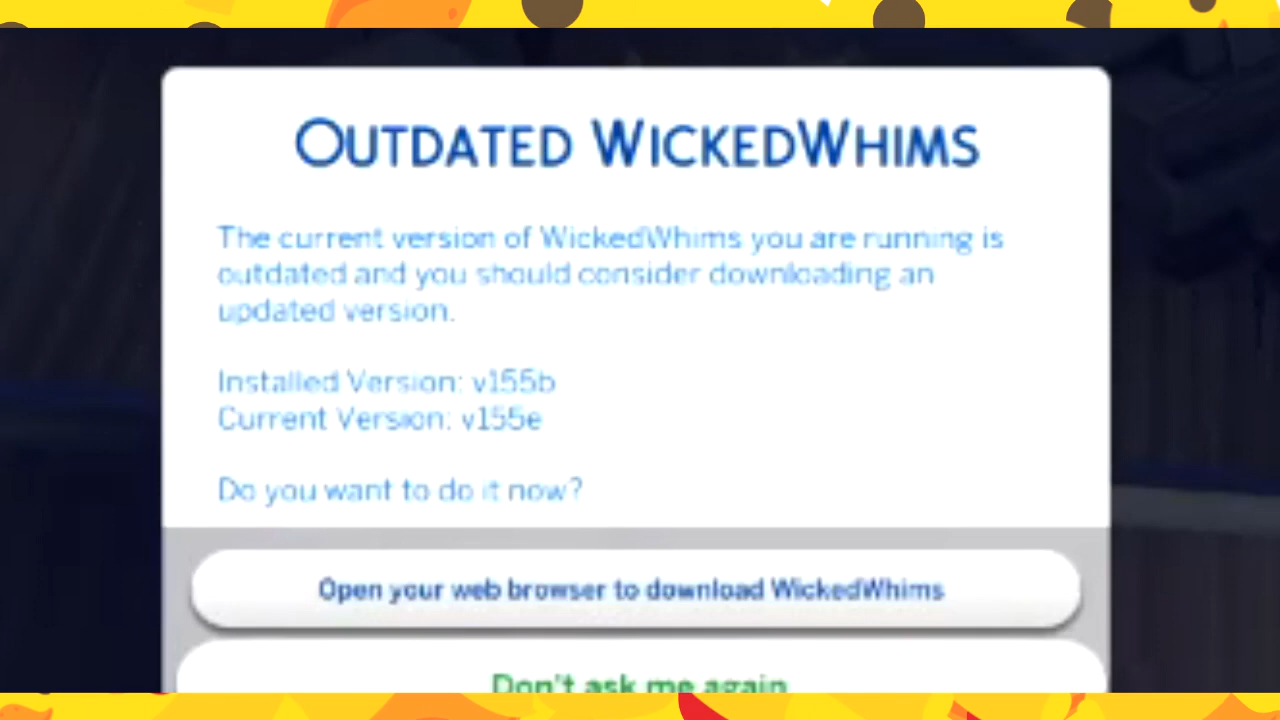 OUTDATED WICKEDWHIMS
The current version of WickedWhims you are running is
outdated and you should consider downloading an
updated version.
Installed Version: v155b
Current Version: v155e
Do you want to do it now?
Open your web browser to download WickedWhims
Don't ask me again